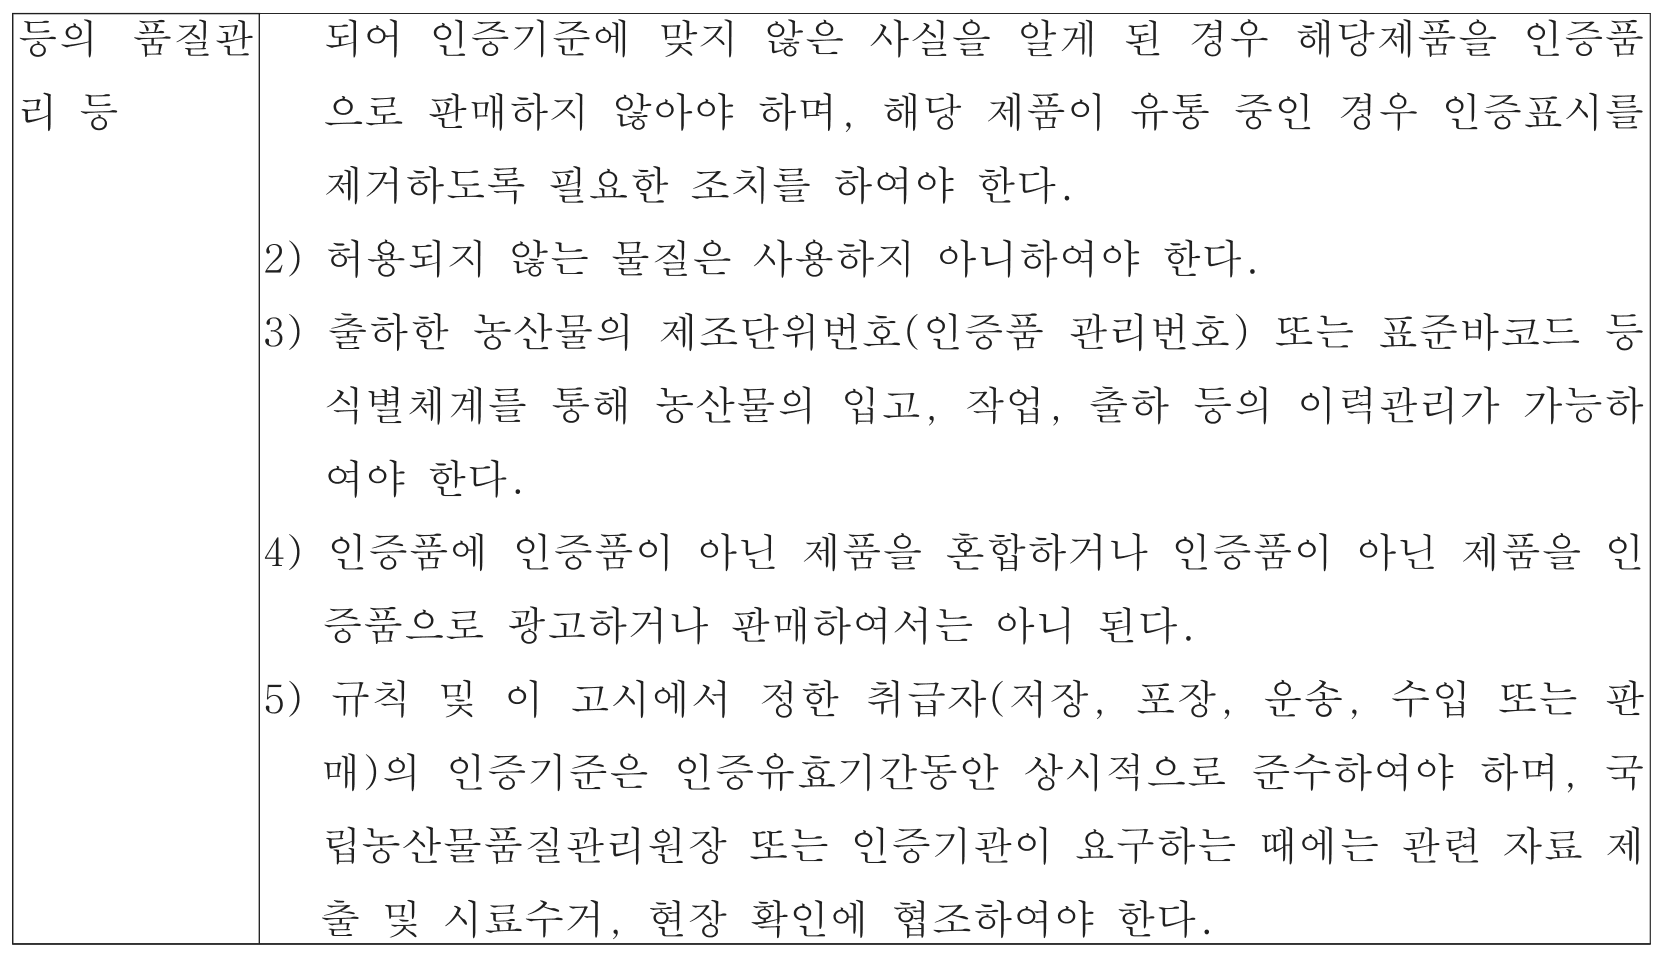 등의 품질관
리 등
되어 인증기준에 맞지 않은 사실을 알게 된 경우 해당제품을 인증품
으로 판매하지 않아야 하며, 해당 제품이 유통 중인 경우 인증표시를
제거하도록 필요한 조치를 하여야 한다.
2) 허용되지 않는 물질은 사용하지 아니하여야 한다.
3) 출하한 농산물의 제조단위번호(인증품 관리번호) 또는 표준바코드 등
식별체계를 통해 농산물의 입고, 작업, 출하 등의 이력관리가 가능하
여야 한다.
4) 인증품에 인증품이 아닌 제품을 혼합하거나 인증품이 아닌 제품을 인
증품으로 광고하거나 판매하여서는 아니 된다.
5) 규칙 및 이 고시에서 정한 취급자(저장, 포장, 운송, 수입 또는 판
매)의 인증기준은 인증유효기간동안 상시적으로 준수하여야 하며, 국
립농산물품질관리원장 또는 인증기관이 요구하는 때에는 관련 자료 제
출 및 시료수거, 현장 확인에 협조하여야 한다.